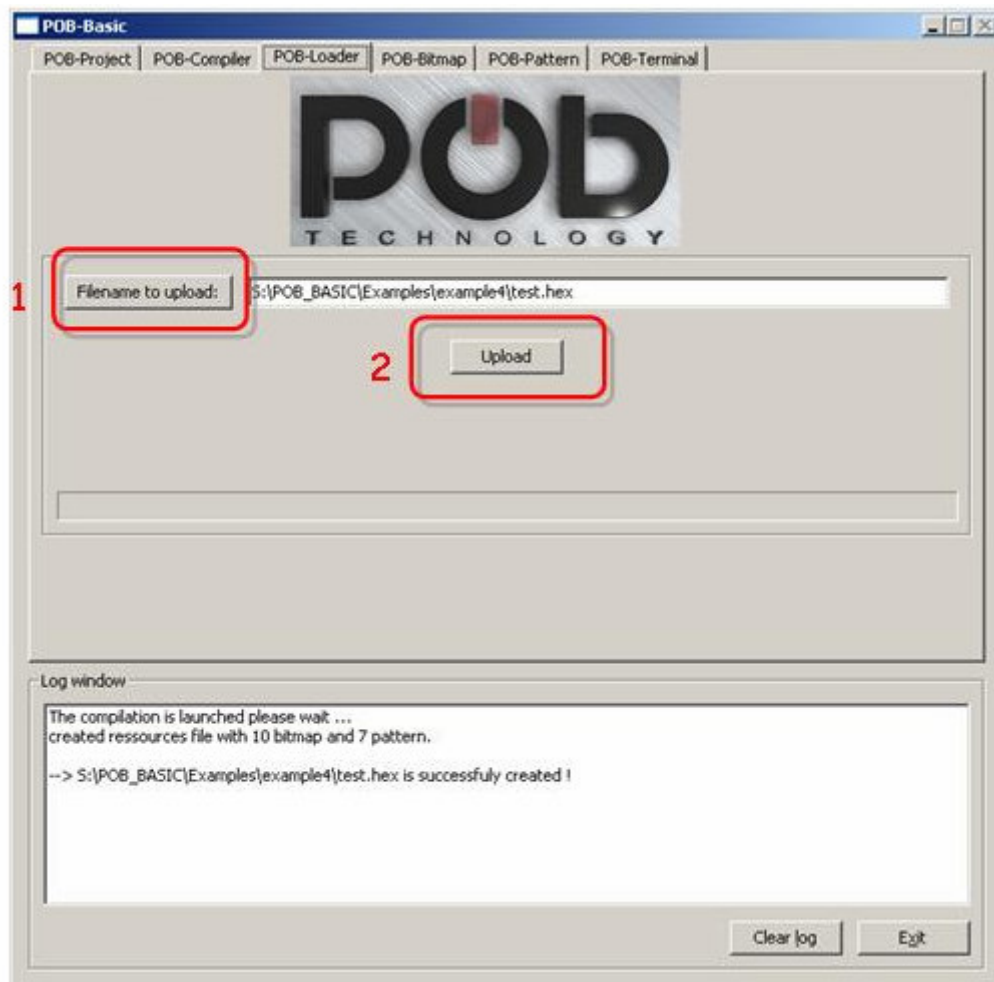 POB-Basic
POB-Project POB-Compiler POB-Loader POB-Bitmap POB-Pattern POB-Terminal
POB
TECHNOLOGY
1 Filename to upload: S:\POB_BASIC\Examples\example4\test.hex
2 Upload
Log window
The compilation is launched please wait ...
created ressources file with 10 bitmap and 7 pattern.
--> S:\POB_BASIC\Examples\example4\test.hex is successfuly created !
Clear log Exit